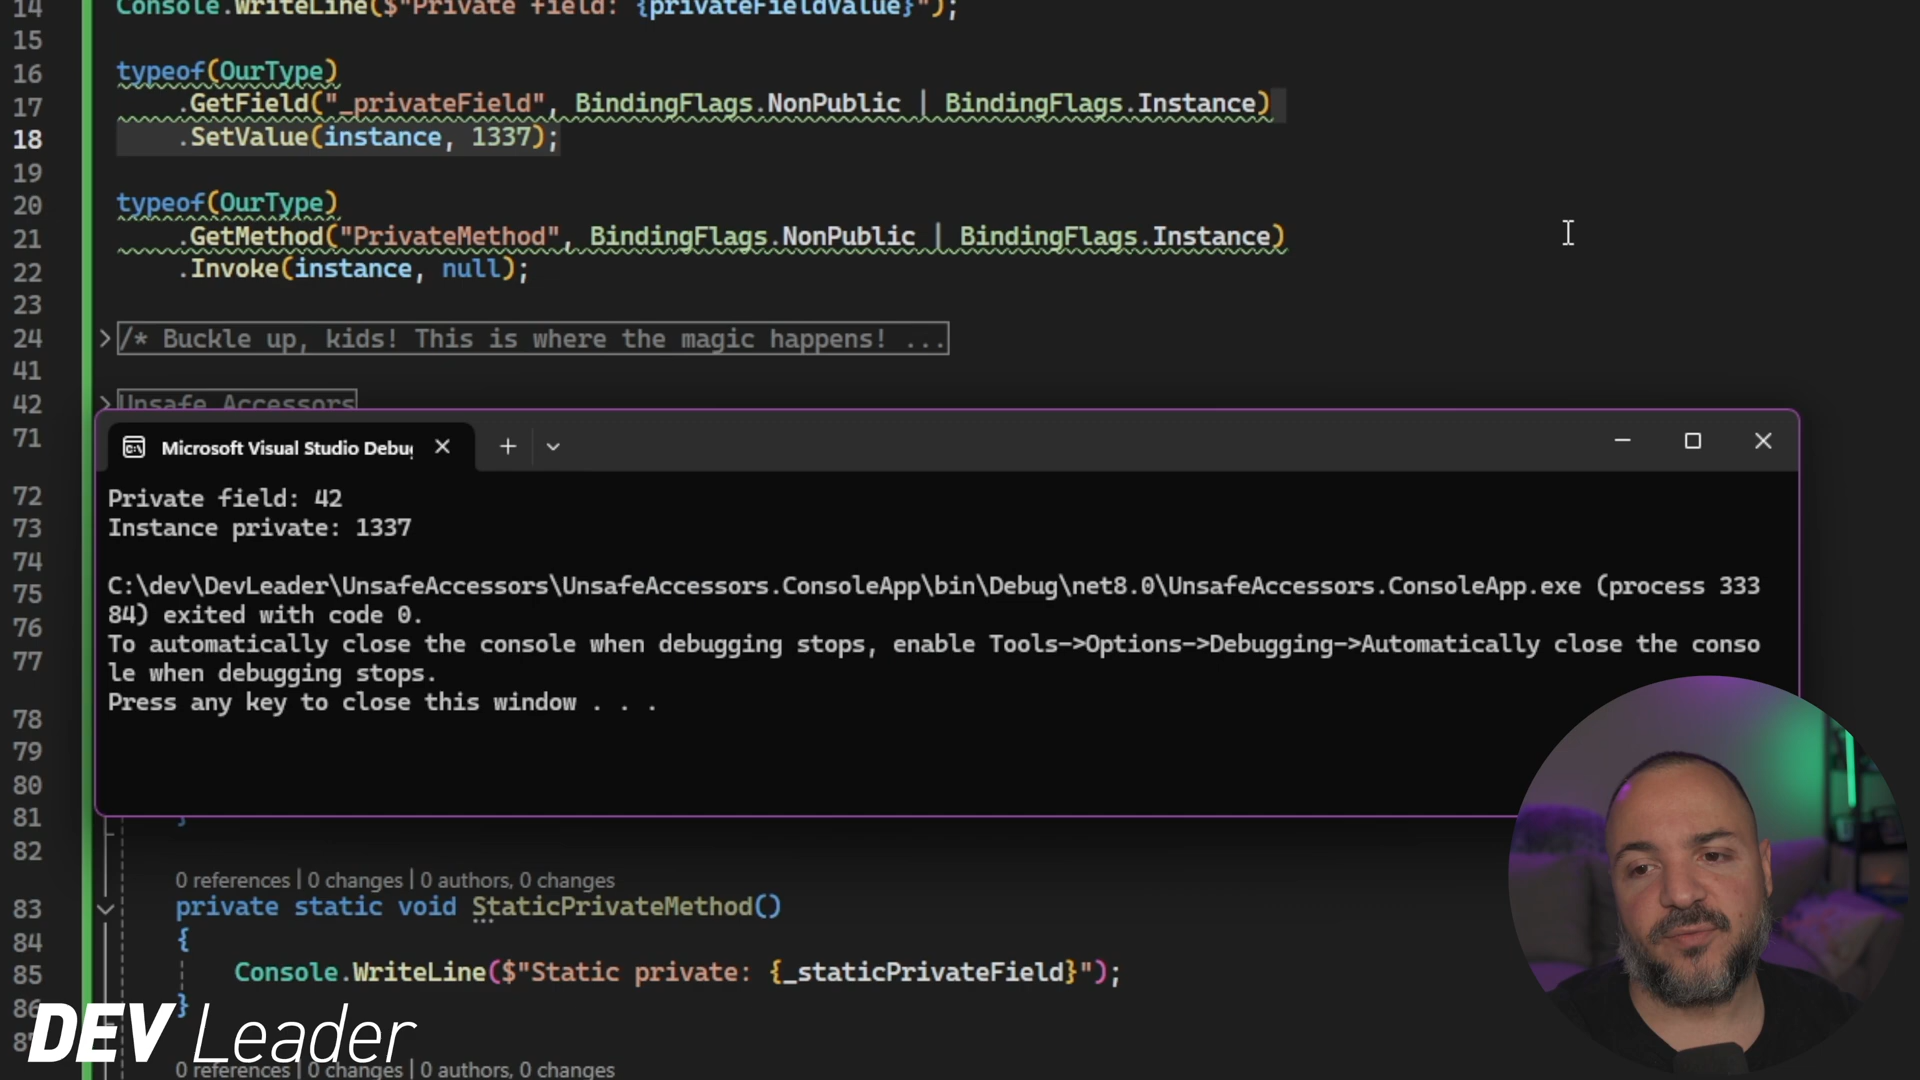 14 Console.WriteLine($"Private field: {privateFieldValue}");
15
16 typeof(OurType)
17 .GetField("_privateField", BindingFlags.NonPublic | BindingFlags.Instance)
18 .SetValue(instance, 1337);
19
20 typeof(OurType)
21 .GetMethod("PrivateMethod", BindingFlags.NonPublic | BindingFlags.Instance)
22 .Invoke(instance, null);
23
24 /* Buckle up, kids! This is where the magic happens! ...
41
42 Unsafe Accessors
71
Microsoft Visual Studio Debug
72
Private field: 42
73
Instance private: 1337
74
75
C:\dev\DevLeader\UnsafeAccessors\UnsafeAccessors.ConsoleApp\bin\Debug\net8.0\UnsafeAccessors.ConsoleApp.exe (process 333
84) exited with code 0.
76
To automatically close the console when debugging stops, enable Tools->Options->Debugging->Automatically close the conso
77
le when debugging stops.
Press any key to close this window . . .
78
79
80
81 }
82
0 references | 0 changes | 0 authors, 0 changes
83 private static void StaticPrivateMethod()
84 {
85 Console.WriteLine($"Static private: {_staticPrivateField}");
86 }
DEV Leader
0 references | 0 changes | 0 authors, 0 changes